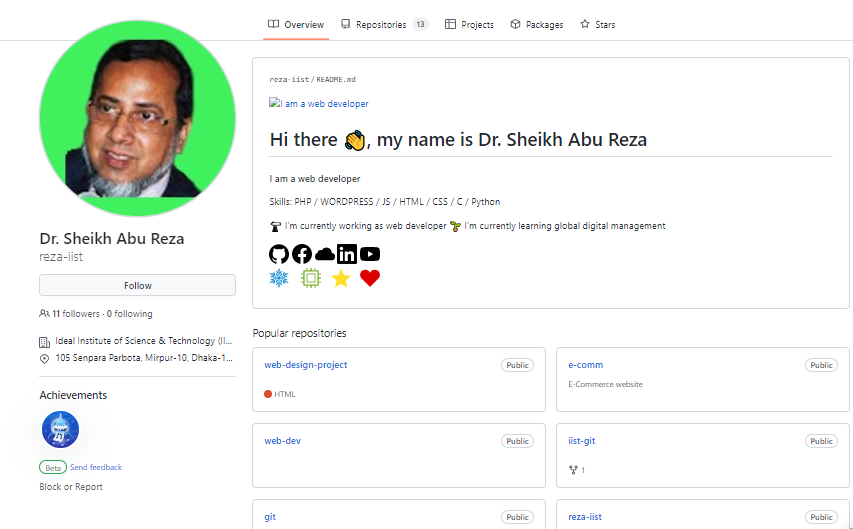 Overview
Repositories 13
Projects
Packages
Stars
Dr. Sheikh Abu Reza
reza-iist
Follow
11 followers · 0 following
Ideal Institute of Science & Technology (II...
105 Senpara Parbota, Mirpur-10, Dhaka-1...
Achievements
Beta Send feedback
Block or Report
reza-iist/README.md
I am a web developer
Hi there 👋, my name is Dr. Sheikh Abu Reza
I am a web developer
Skills: PHP / WORDPRESS / JS / HTML / CSS / C / Python
I'm currently working as web developer 🌱 I'm currently learning global digital management
Popular repositories
web-design-project Public
HTML
e-comm Public
E-Commerce website
web-dev Public
iist-git Public
1
git Public
reza-iist Public